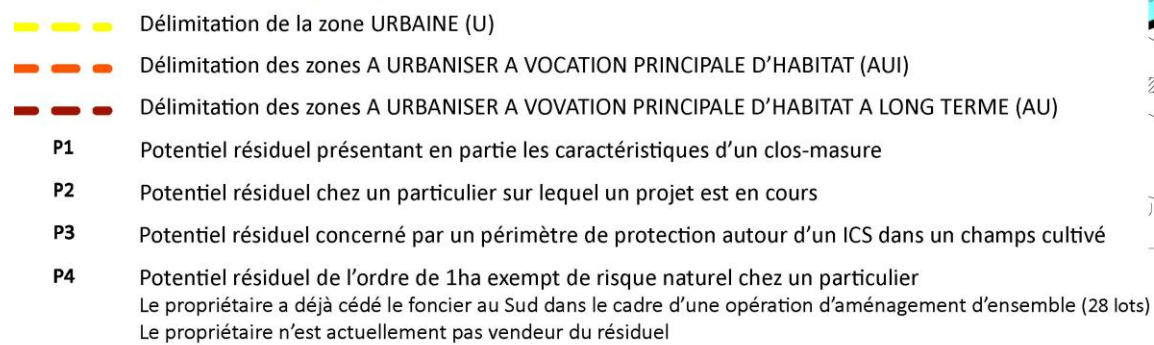 Délimitation de la zone URBAINE (U)
Délimitation des zones A URBANISER A VOCATION PRINCIPALE D'HABITAT (AUI)
Délimitation des zones A URBANISER A VOVATION PRINCIPALE D'HABITAT A LONG TERME (AU)
P1 Potentiel résiduel présentant en partie les caractéristiques d'un clos-masure
P2 Potentiel résiduel chez un particulier sur lequel un projet est en cours
P3 Potentiel résiduel concerné par un périmètre de protection autour d'un ICS dans un champs cultivé
P4 Potentiel résiduel de l'ordre de 1ha exempt de risque naturel chez un particulier
Le propriétaire a déjà cédé le foncier au Sud dans le cadre d'une opération d'aménagement d'ensemble (28 lots)
Le propriétaire n'est actuellement pas vendeur du résiduel